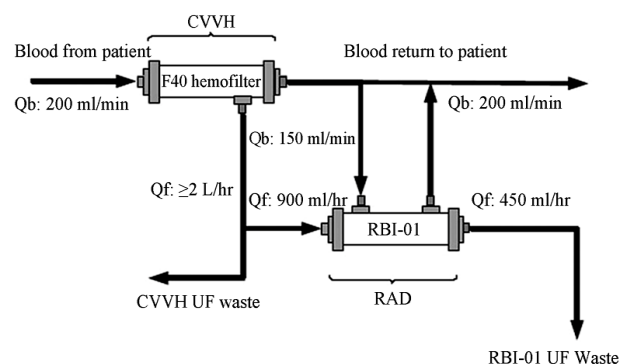 CVVH
Blood from patient
F40 hemofilter
Blood return to patient
Qb: 200 ml/min
Qb: 200 ml/min
Qb: 150 ml/min
Qf: ≥2 L/hr
Qf: 900 ml/hr
Qf: 450 ml/hr
RBI-01
CVVH UF waste
RAD
RBI-01 UF Waste